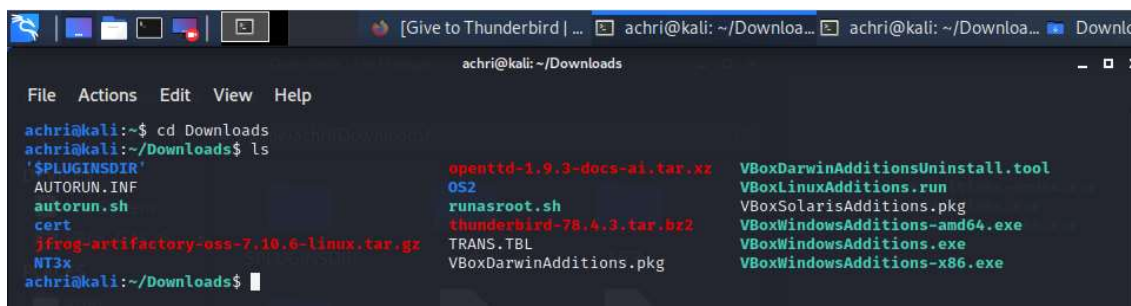 [Give to Thunderbird | ... achri@kali: ~/Downloa... achri@kali: ~/Downloa... Downlo
achri@kali: ~/Downloads
File Actions Edit View Help
achri@kali:~$ cd Downloads
achri@kali:~/Downloads$ ls
'$PLUGINSDIR' openttd-1.9.3-docs-ai.tar.xz VBoxDarwinAdditionsUninstall.tool
AUTORUN.INF OS2 VBoxLinuxAdditions.run
autorun.sh runasroot.sh VBoxSolarisAdditions.pkg
cert thunderbird-78.4.3.tar.bz2 VBoxWindowsAdditions-amd64.exe
jfrog-artifactory-oss-7.10.6-linux.tar.gz TRANS.TBL VBoxWindowsAdditions.exe
NT3x VBoxDarwinAdditions.pkg VBoxWindowsAdditions-x86.exe
achri@kali:~/Downloads$